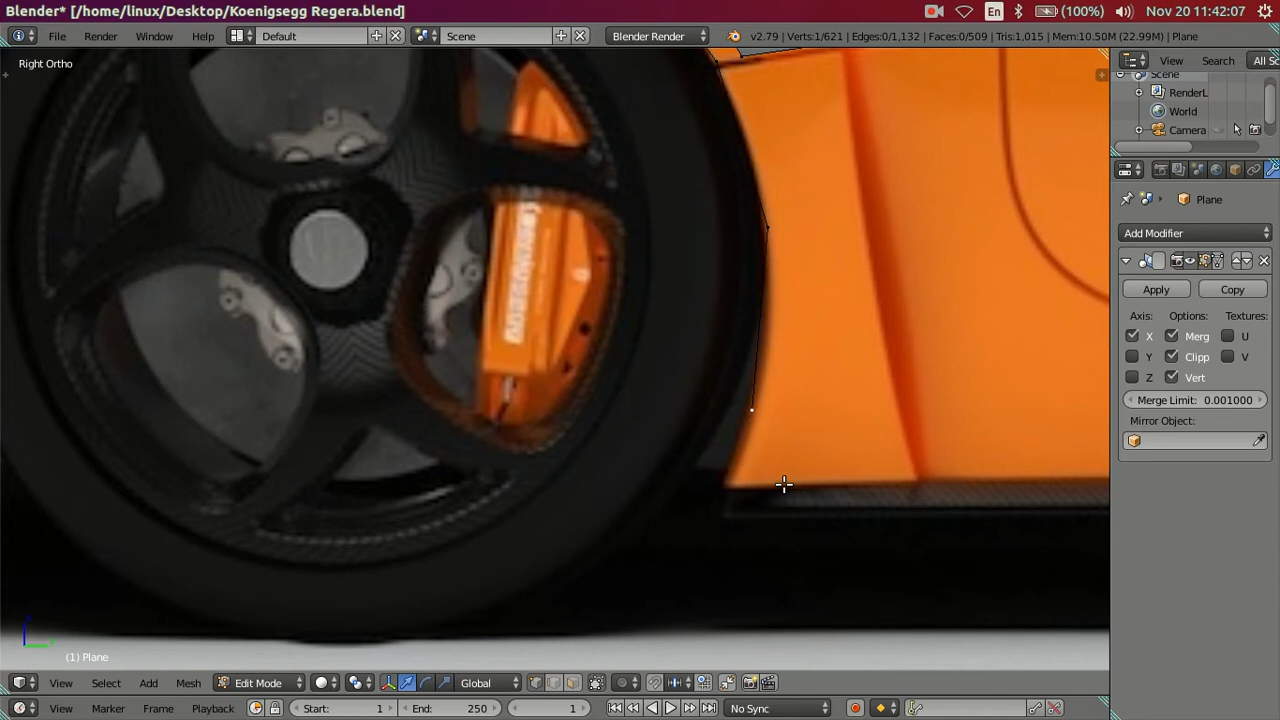 Blender* [/home/linux/Desktop/Koenigsegg Regera.blend]
En (100%) Nov 20 11:42:07
File Render Window Help Default Scene Blender Render v2.79 | Verts:1/621 | Edges:0/1,132 | Faces:0/509 | Tris:1,015 | Mem:10.50M (22.99M) | Plane
Right Ortho
View Search All Sc
Scene
RenderL
World
Camera
Plane
Add Modifier
Apply Copy
Axis: Options: Textures:
X Merg U
Y Clipp V
Z Vert
Merge Limit: 0.001000
Mirror Object:
Koenigsegg
(1) Plane
View Select Add Mesh Edit Mode Global
View Marker Frame Playback Start: 1 End: 250 1 No Sync